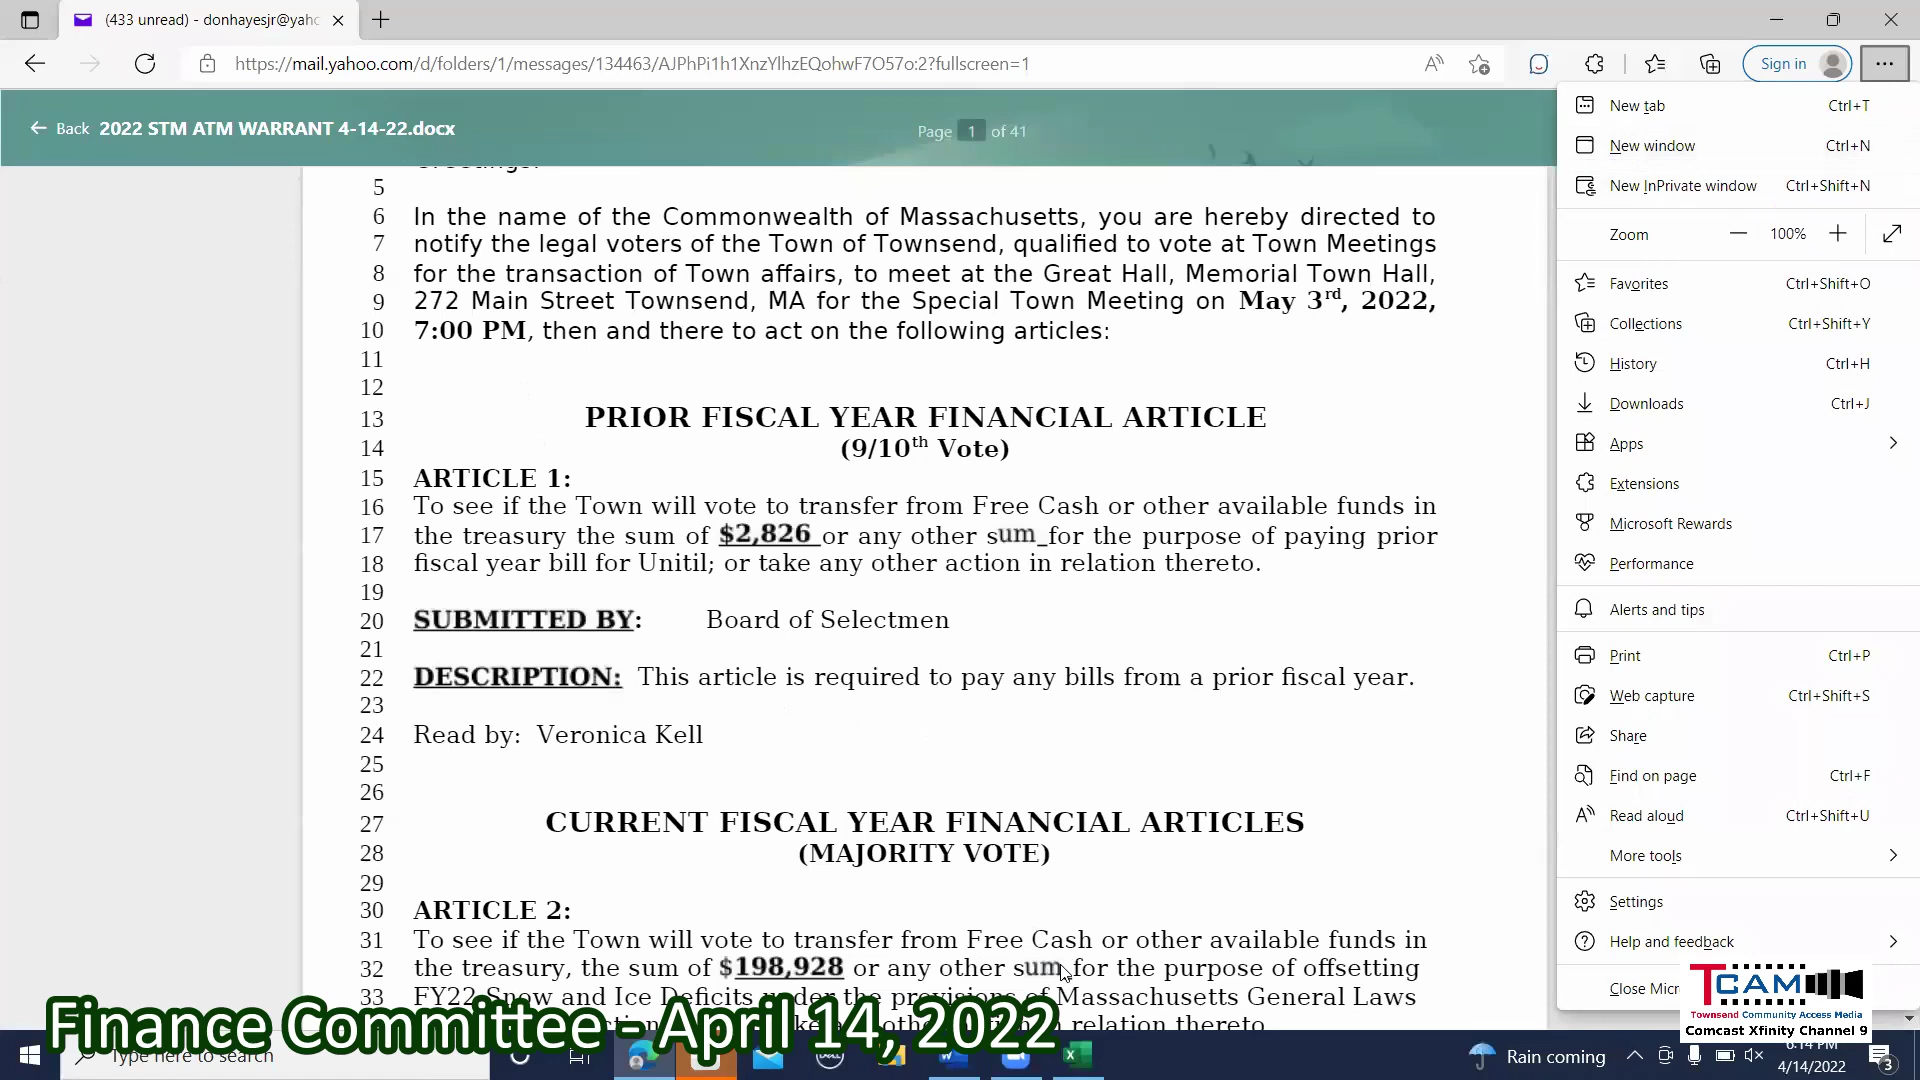 (433 unread) - donhayesjr@yaho
https://mail.yahoo.com/d/folders/1/messages/134463/AJPhPi1h1XnzYlhzEQohwF7O57o:2?fullscreen=1
Sign in
Back 2022 STM ATM WARRANT 4-14-22.docx
Page 1 of 41
5
6 In the name of the Commonwealth of Massachusetts, you are hereby directed to
7 notify the legal voters of the Town of Townsend, qualified to vote at Town Meetings
8 for the transaction of Town affairs, to meet at the Great Hall, Memorial Town Hall,
9 272 Main Street Townsend, MA for the Special Town Meeting on May 3rd, 2022,
10 7:00 PM, then and there to act on the following articles:
11
12
13 PRIOR FISCAL YEAR FINANCIAL ARTICLE
14 (9/10th Vote)
15 ARTICLE 1:
16 To see if the Town will vote to transfer from Free Cash or other available funds in
17 the treasury the sum of $2,826 or any other sum_for the purpose of paying prior
18 fiscal year bill for Unitil; or take any other action in relation thereto.
19
20 SUBMITTED BY: Board of Selectmen
21
22 DESCRIPTION: This article is required to pay any bills from a prior fiscal year.
23
24 Read by: Veronica Kell
25
26
27 CURRENT FISCAL YEAR FINANCIAL ARTICLES
28 (MAJORITY VOTE)
29
30 ARTICLE 2:
31 To see if the Town will vote to transfer from Free Cash or other available funds in
32 the treasury, the sum of $198,928 or any other sum for the purpose of offsetting
33 FY22 Snow and Ice Deficits under the provisions of Massachusetts General Laws
relation thereto
New tab Ctrl+T
New window Ctrl+N
New InPrivate window Ctrl+Shift+N
Zoom 100%
Favorites Ctrl+Shift+O
Collections Ctrl+Shift+Y
History Ctrl+H
Downloads Ctrl+J
Apps
Extensions
Microsoft Rewards
Performance
Alerts and tips
Print Ctrl+P
Web capture Ctrl+Shift+S
Share
Find on page Ctrl+F
Read aloud Ctrl+Shift+U
More tools
Settings
Help and feedback
Close Micr
TCAM
Townsend Community Access Media
Comcast Xfinity Channel 9
Finance Committee - April 14, 2022
Type here to search
DELL
Rain coming
6:14 PM
4/14/2022
3